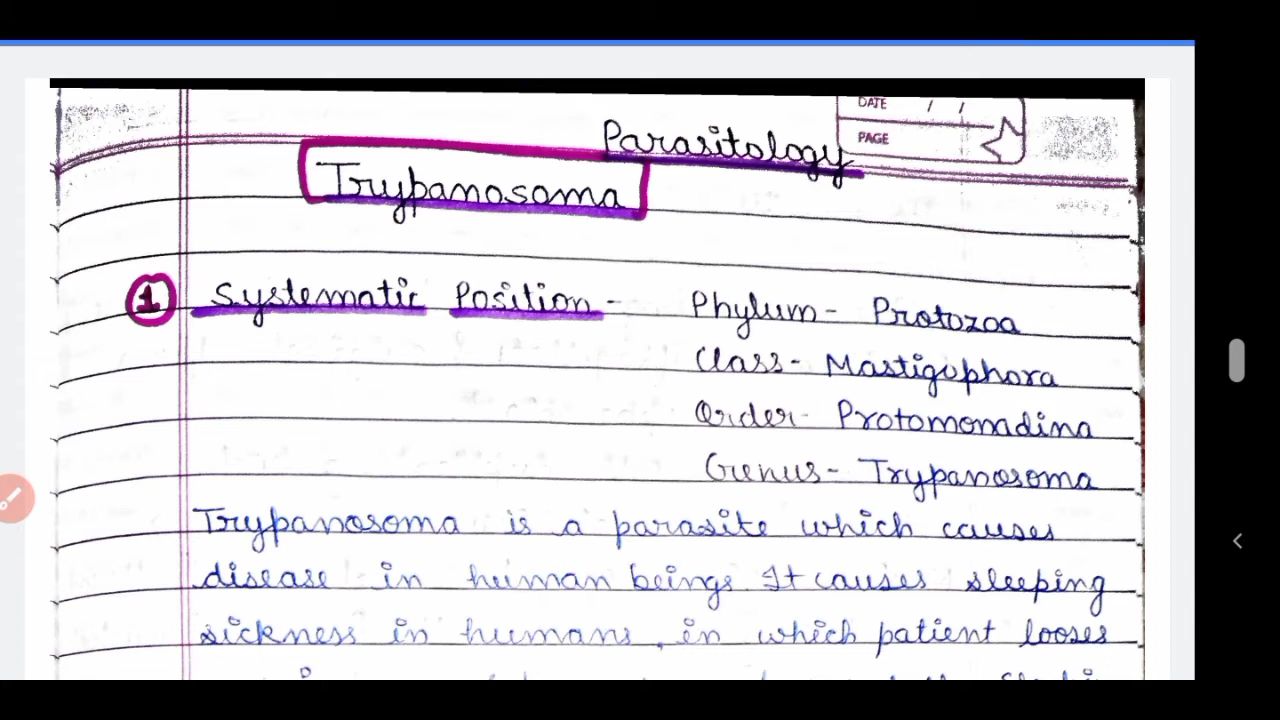 DATE / /
PAGE
Parasitology
Trypanosoma
1 Systematic Position - Phylum - Protozoa
Class - Mastigophora
Order - Protomonadina
Genus - Trypanosoma
Trypanosoma is a parasite which causes
disease in human beings. It causes sleeping
sickness in humans, in which patient looses